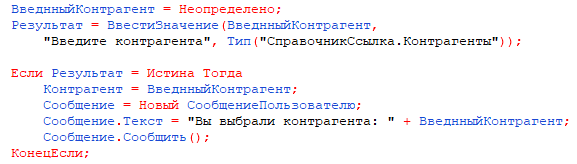 ВведнныйКонтрагент = Неопределено;
Результат = ВвестиЗначение(ВведнныйКонтрагент,
"Введите контрагента", Тип("СправочникСсылка.Контрагенты"));
Если Результат = Истина Тогда
Контрагент = ВведнныйКонтрагент;
Сообщение = Новый СообщениеПользователю;
Сообщение.Текст = "Вы выбрали контрагента: " + ВведнныйКонтрагент;
Сообщение.Сообщить();
КонецЕсли;